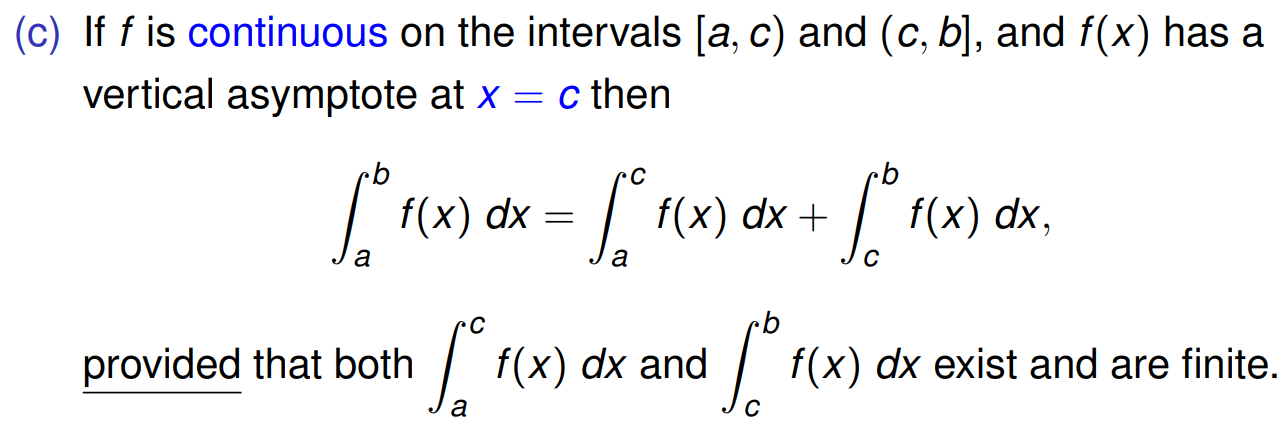 (c) If f is continuous on the intervals [a, c) and (c, b], and f(x) has a
vertical asymptote at x = c then
∫_a^b f(x) dx = ∫_a^c f(x) dx + ∫_c^b f(x) dx,
provided that both ∫_a^c f(x) dx and ∫_c^b f(x) dx exist and are finite.